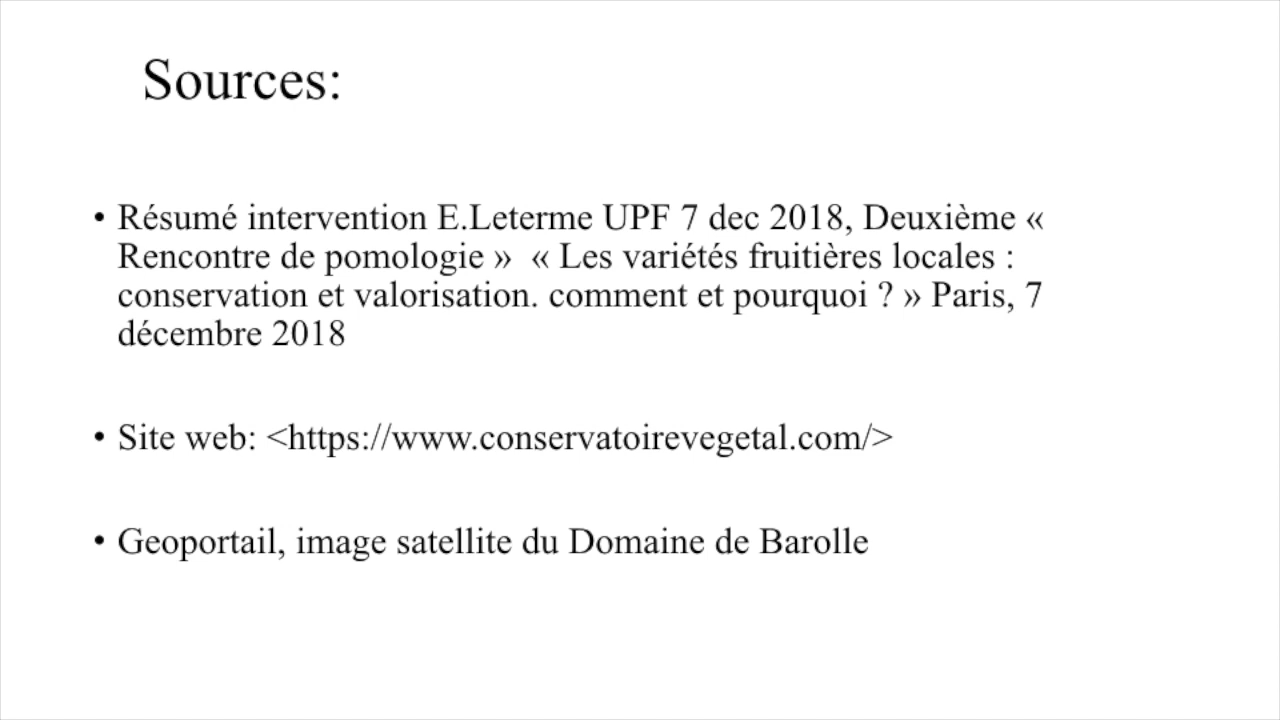 Sources:
• Résumé intervention E.Leterme UPF 7 dec 2018, Deuxième «
Rencontre de pomologie »  « Les variétés fruitières locales :
conservation et valorisation. comment et pourquoi ? » Paris, 7
décembre 2018
• Site web: <https://www.conservatoirevegetal.com/>
• Geoportail, image satellite du Domaine de Barolle